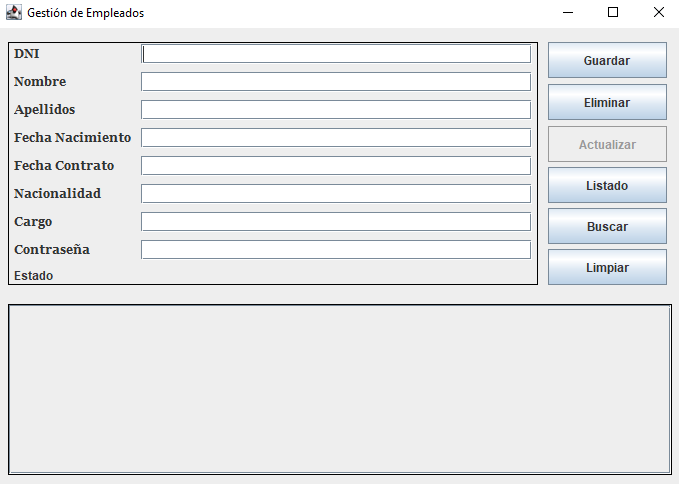 Gestión de Empleados
DNI
Nombre
Apellidos
Fecha Nacimiento
Fecha Contrato
Nacionalidad
Cargo
Contraseña
Estado
Guardar
Eliminar
Actualizar
Listado
Buscar
Limpiar